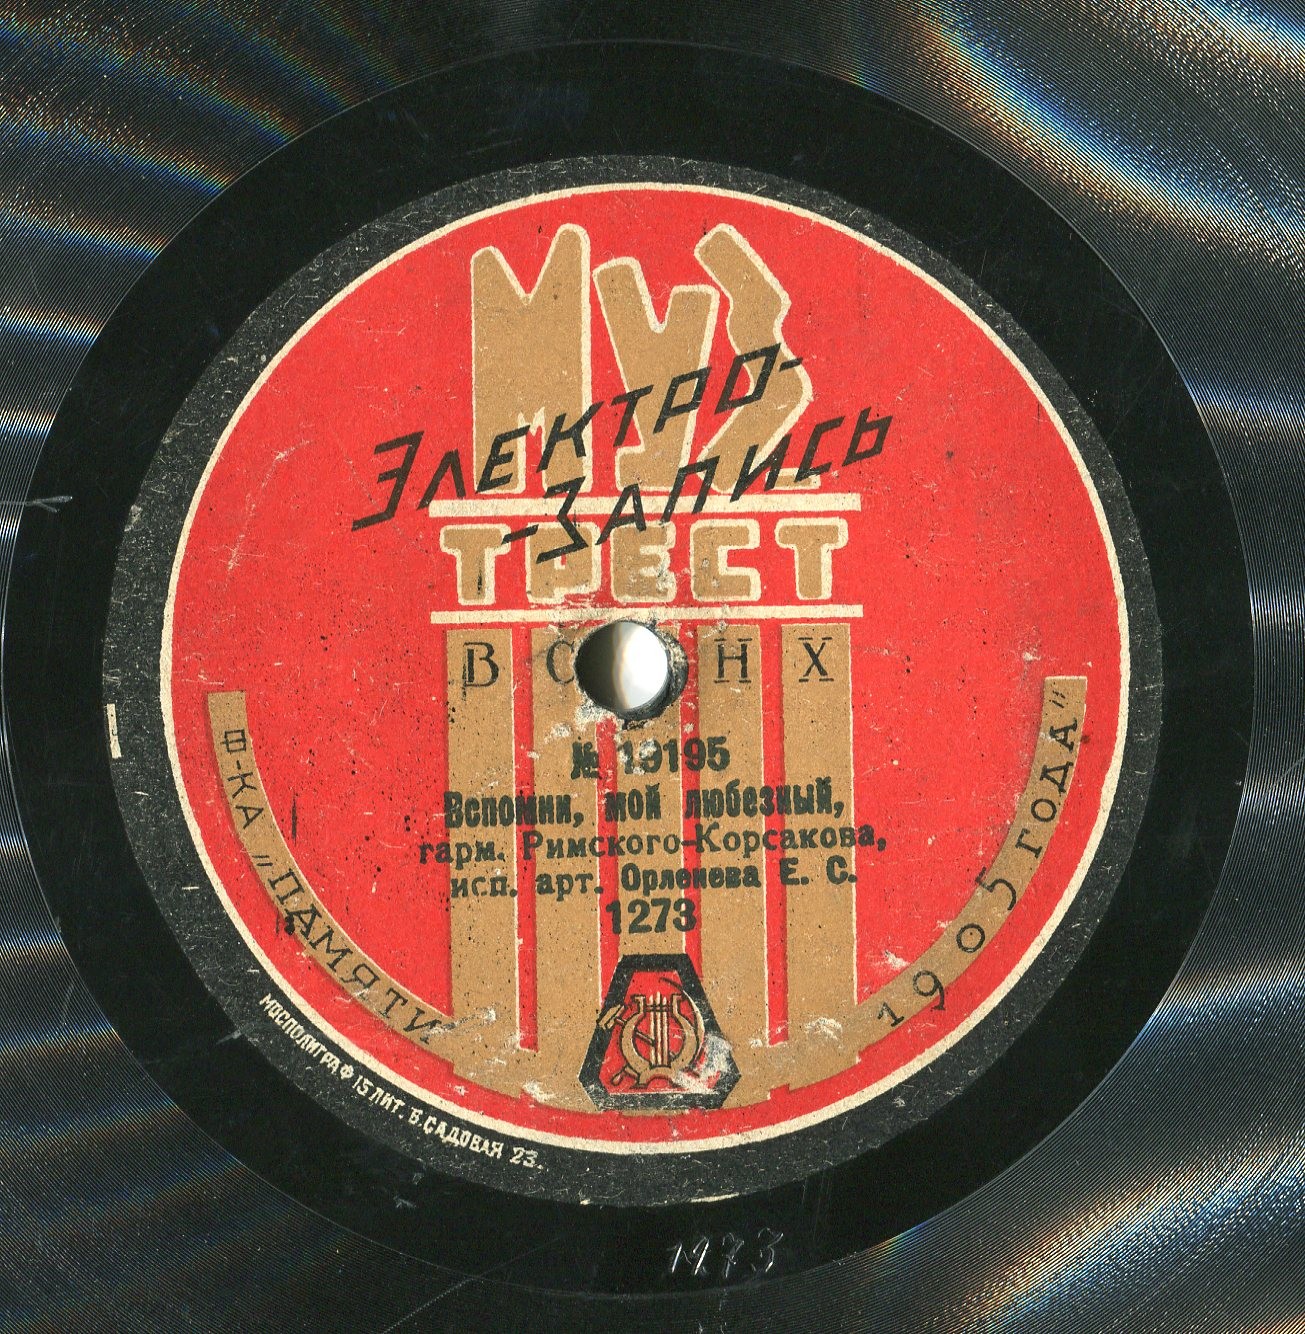 МУЗ
ЭЛЕКТРО-
-ЗАПИСЬ
ТРЕСТ
В С Н Х
№ 19195
Вспомни, мой любезный,
гарм. Римского-Корсакова,
исп. арт. Орленева Е. С.
1273
Ф-КА „ПАМЯТИ
1905 ГОДА”
МОСПОЛИГРАФ 15 ЛИТ. Б. САДОВАЯ 23.
1273